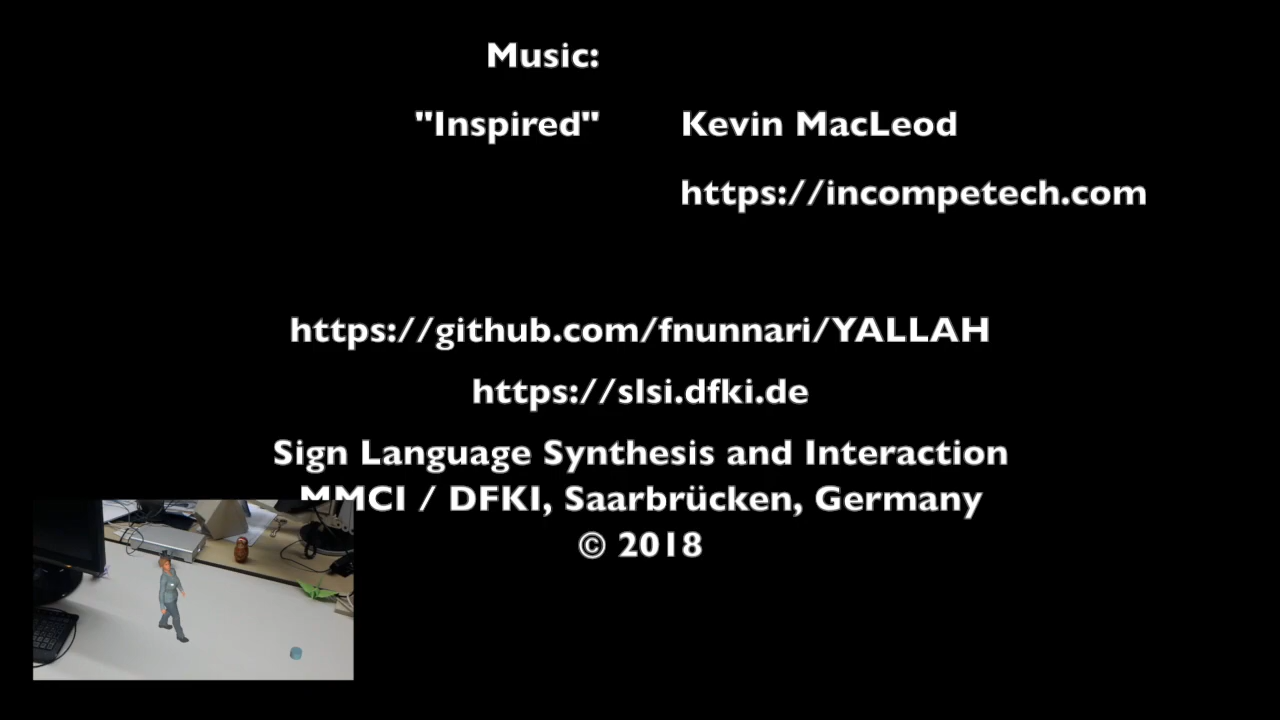 Music:
"Inspired" Kevin MacLeod
https://incompetech.com
https://github.com/fnunnari/YALLAH
https://slsi.dfki.de
Sign Language Synthesis and Interaction
MMCI / DFKI, Saarbrücken, Germany
© 2018